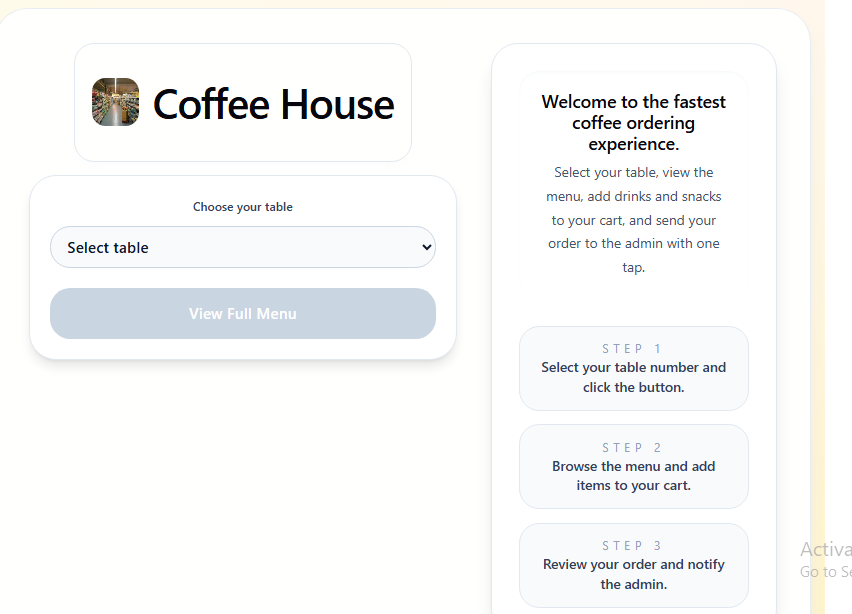 Coffee House
Choose your table
Select table
View Full Menu
Welcome to the fastest
coffee ordering
experience.
Select your table, view the
menu, add drinks and snacks
to your cart, and send your
order to the admin with one
tap.
STEP 1
Select your table number and
click the button.
STEP 2
Browse the menu and add
items to your cart.
STEP 3
Review your order and notify
the admin.
Activa
Go to Se